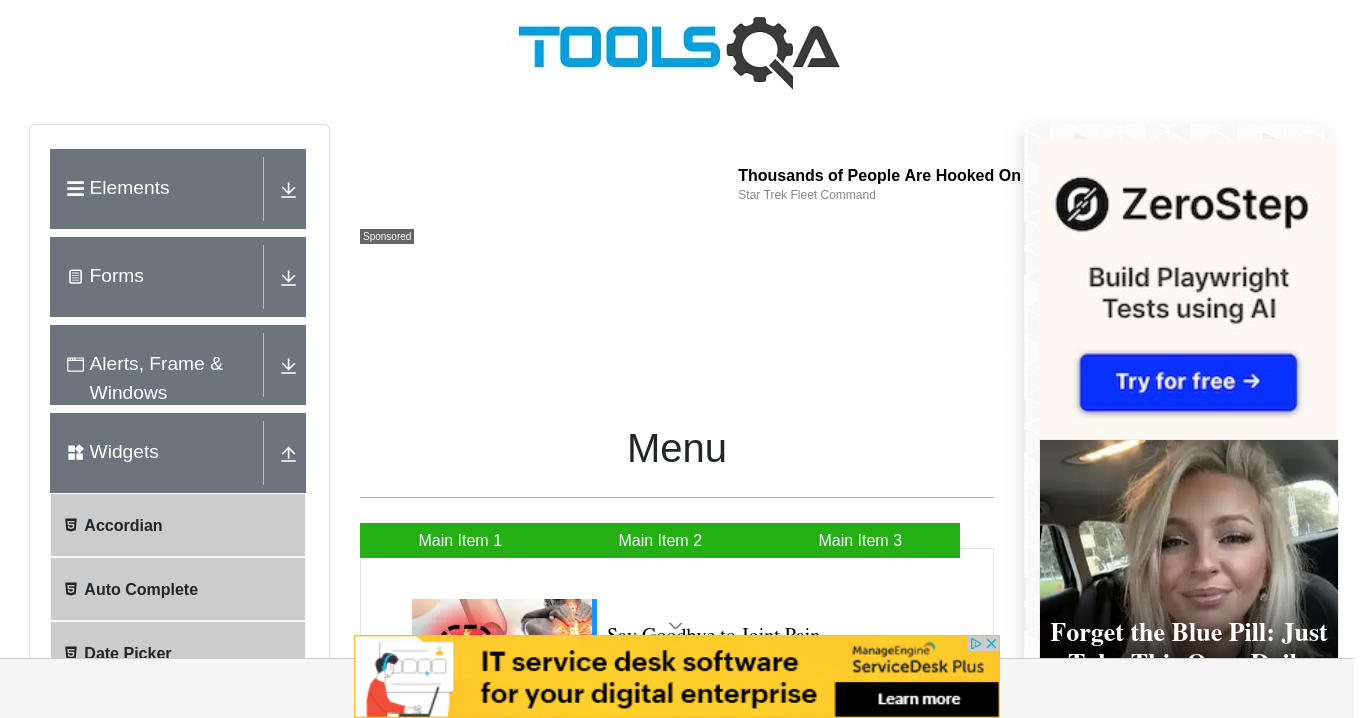 TOOLSQA
Elements
Forms
Alerts, Frame &
Windows
Widgets
Accordian
Auto Complete
Date Picker
Thousands of People Are Hooked On
Star Trek Fleet Command
Sponsored
Menu
Main Item 1
Main Item 2
Main Item 3
Say Goodbye to Joint Pain
IT service desk software
for your digital enterprise
ManageEngine
ServiceDesk Plus
Learn more
ZeroStep
Build Playwright
Tests using AI
Try for free →
Forget the Blue Pill: Just